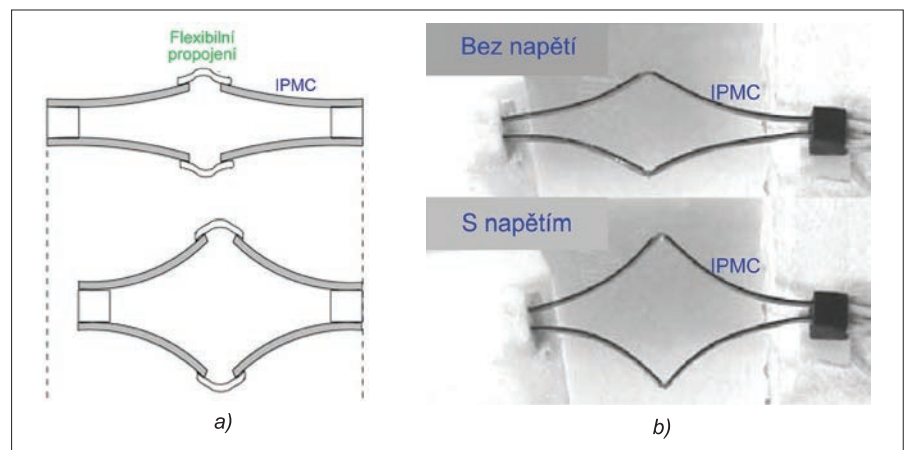 Flexibilní
propojení
IPMC
a)
Bez napětí
IPMC
S napětím
IPMC
b)